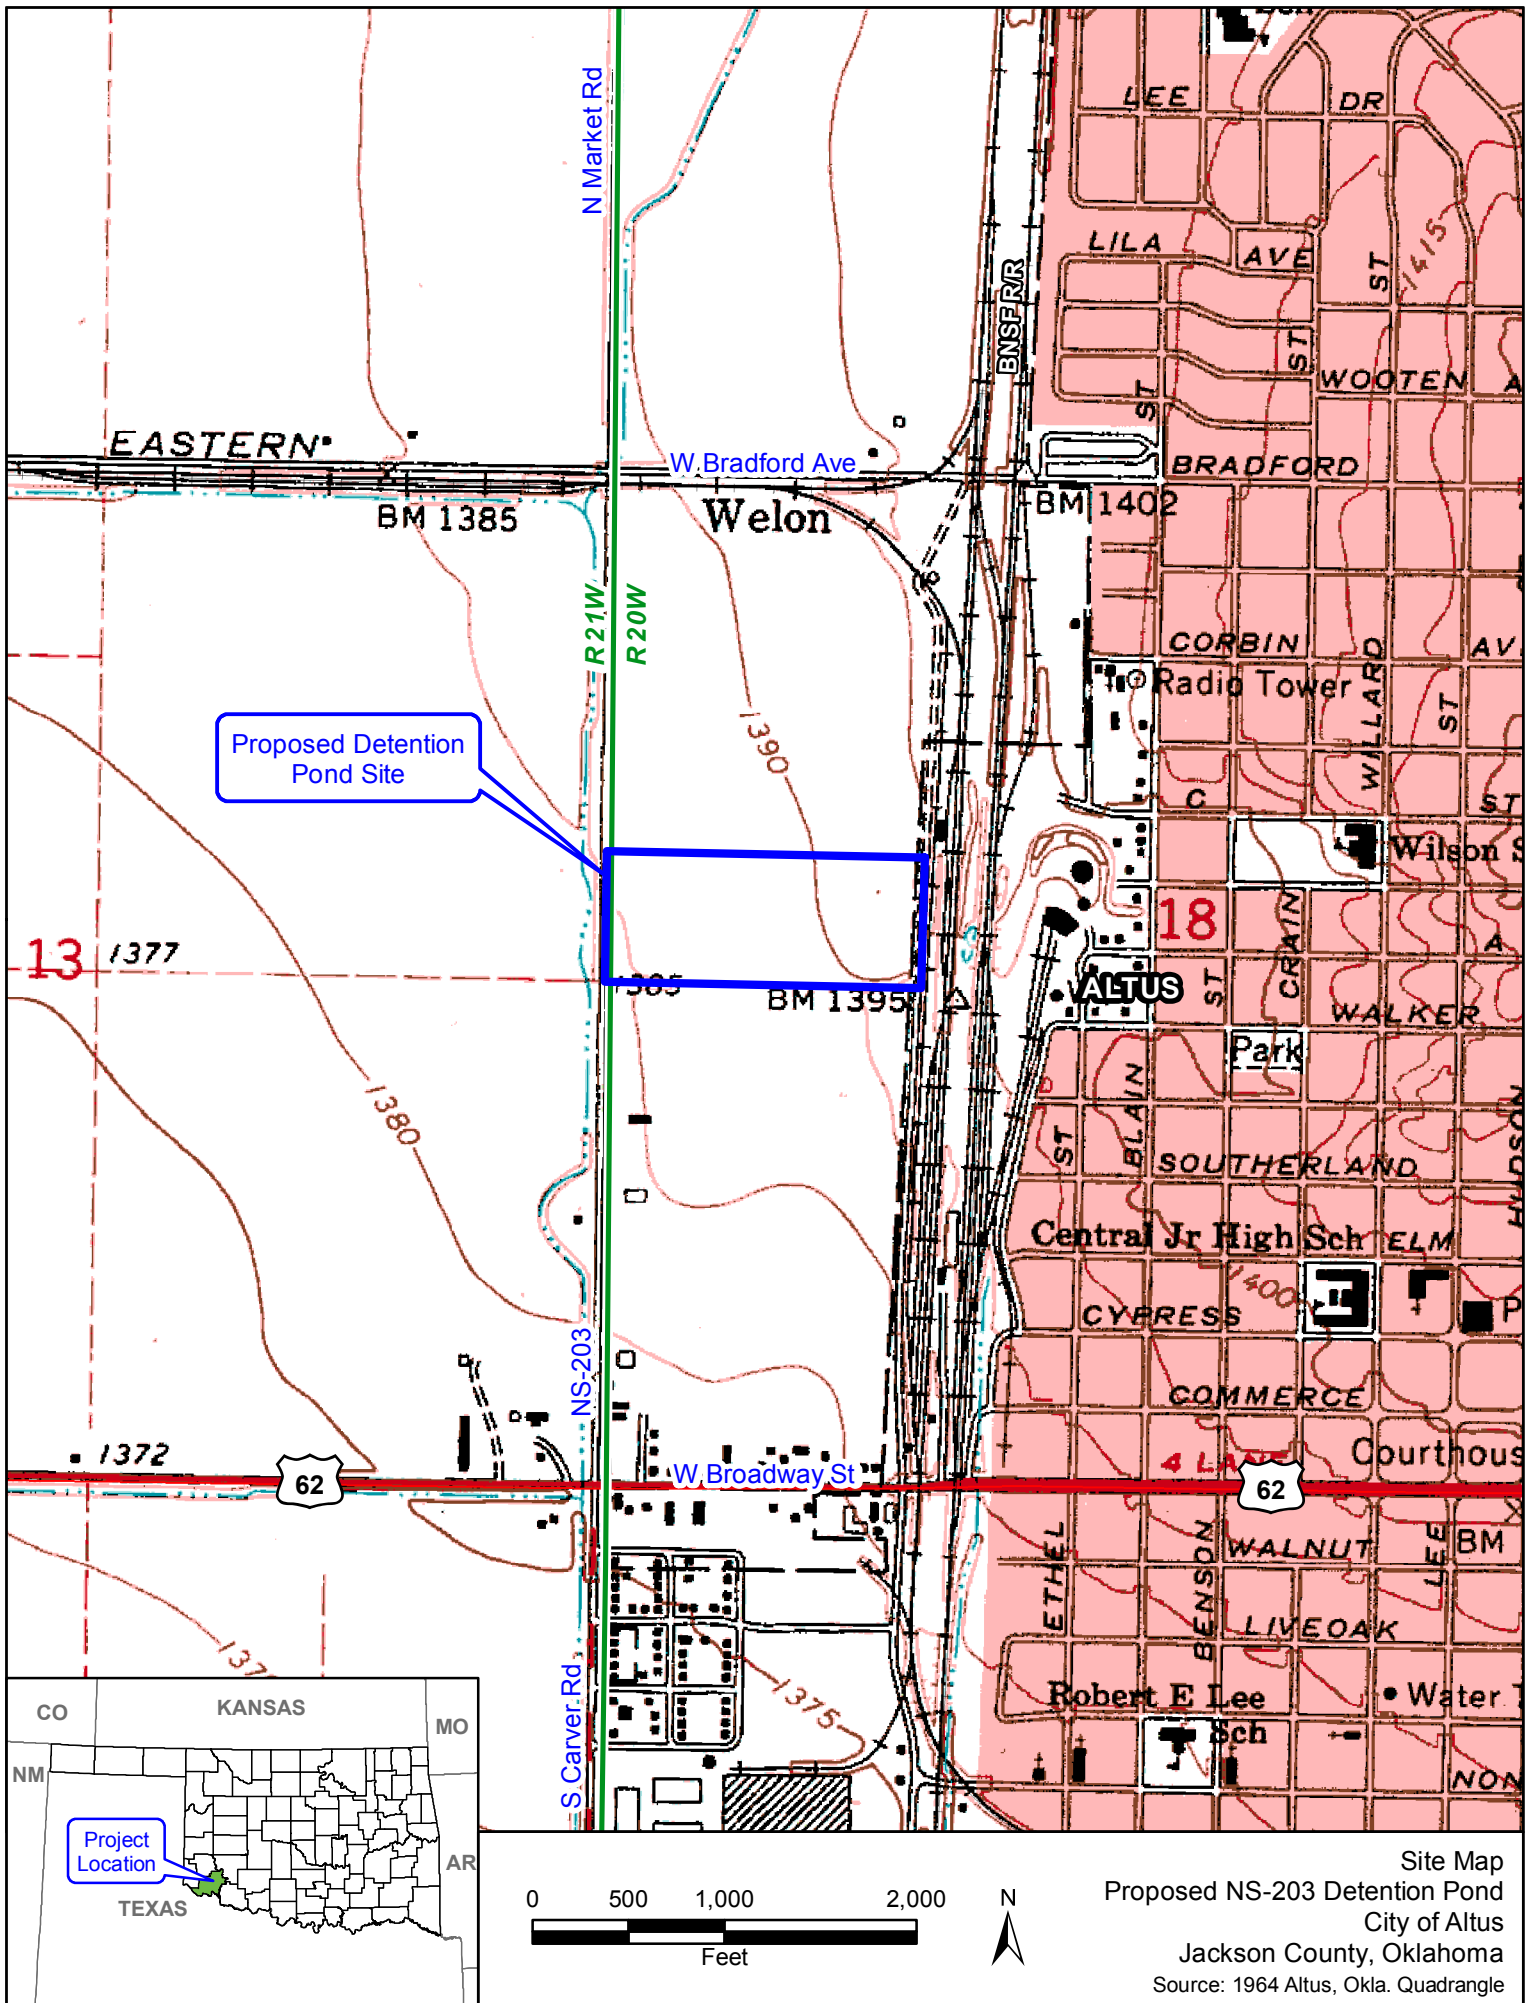 N Market Rd
LEE
DR
LILA
AVE
ST
1415
BNSF R/R
ST
WOOTEN
ST
EASTERN
W Bradford Ave
BRADFORD
BM 1385
Welon
BM 1402
R21W
R20W
CORBIN
AV
Radio Tower
WILLARD
ST
Proposed Detention
Pond Site
1390
C
ST
Wilson S
13
1377
18
CRAIN
A
BM 1395
ALTUS
ST
WALKER
Park
1380
ST
BLAIN
SOUTHERLAND
HUDSON
Central Jr High Sch
ELM
1400
CYPRESS
P
NS-203
COMMERCE
1372
62
W Broadway St
4 LANE
Courthous
62
ETHEL
BENSON
WALNUT
LEE
BM
LIVEOAK
137
S Carver Rd
1375
Robert E Lee
Sch
Water T
NON
CO
KANSAS
MO
NM
Project
Location
AR
TEXAS
0 500 1,000 2,000
Feet
N
Site Map
Proposed NS-203 Detention Pond
City of Altus
Jackson County, Oklahoma
Source: 1964 Altus, Okla. Quadrangle